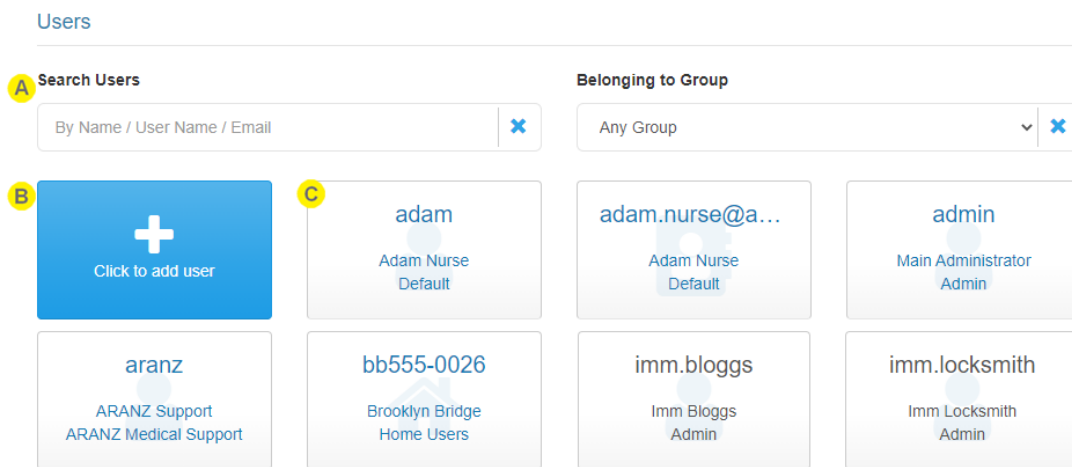 Users
A
Search Users
Belonging to Group
By Name / User Name / Email
Any Group
B
Click to add user
C
adam
Adam Nurse
Default
adam.nurse@a...
Adam Nurse
Default
admin
Main Administrator
Admin
aranz
ARANZ Support
ARANZ Medical Support
bb555-0026
Brooklyn Bridge
Home Users
imm.bloggs
Imm Bloggs
Admin
imm.locksmith
Imm Locksmith
Admin